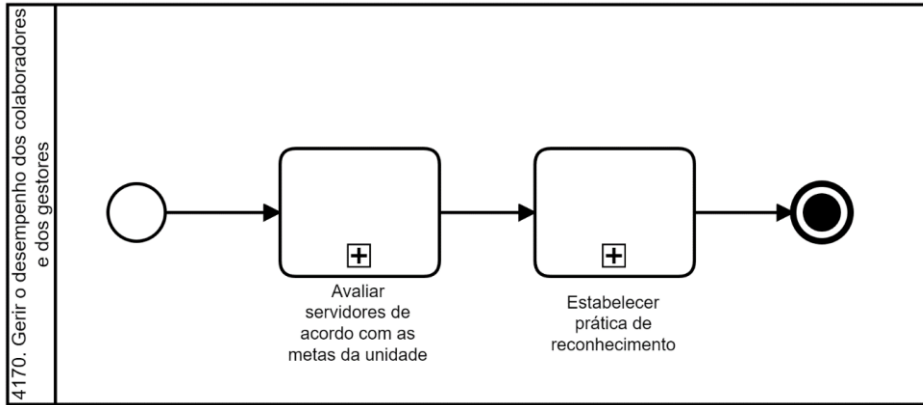 4170. Gerir o desempenho dos colaboradores
e dos gestores
Avaliar
servidores de
acordo com as
metas da unidade
Estabelecer
prática de
reconhecimento